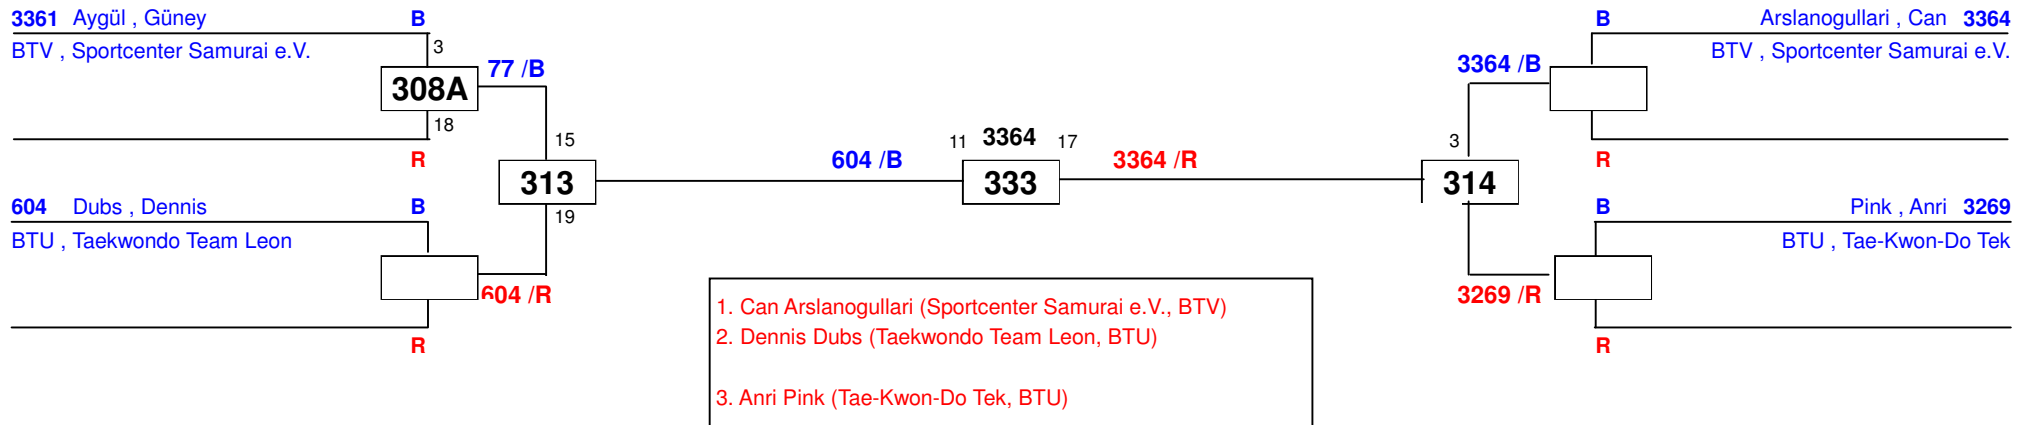 3361 Aygül , Güney B
BTV , Sportcenter Samurai e.V.
3
308A
77 /B
18
R
604 Dubs , Dennis B
BTU , Taekwondo Team Leon
604 /R
R
15
313
19
604 /B
11 3364 17
333
3364 /R
3
314
3364 /B
3269 /R
B Arslanogullari , Can 3364
BTV , Sportcenter Samurai e.V.
R
B Pink , Anri 3269
BTU , Tae-Kwon-Do Tek
R
1. Can Arslanogullari (Sportcenter Samurai e.V., BTV)
2. Dennis Dubs (Taekwondo Team Leon, BTU)
3. Anri Pink (Tae-Kwon-Do Tek, BTU)